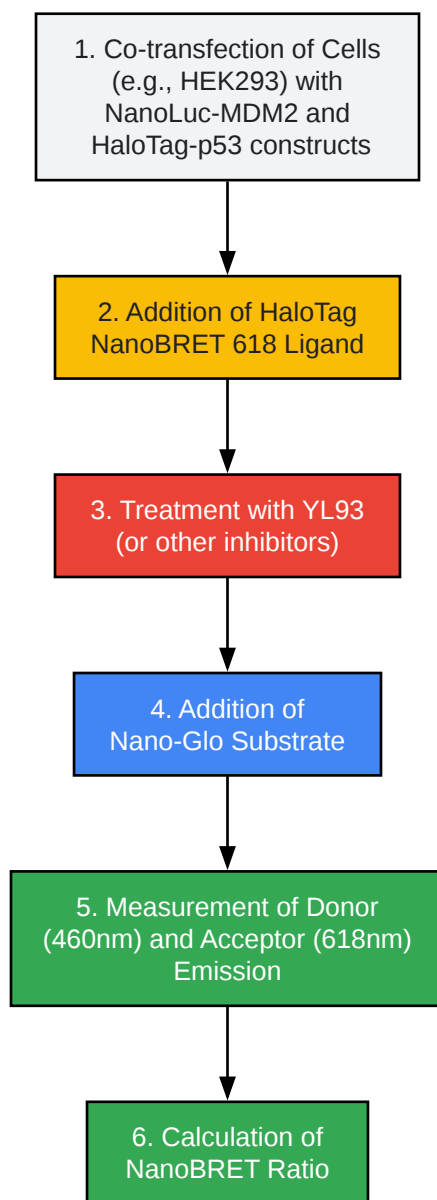 1. Co-transfection of Cells
(e.g., HEK293) with
NanoLuc-MDM2 and
HaloTag-p53 constructs
2. Addition of HaloTag
NanoBRET 618 Ligand
3. Treatment with YL93
(or other inhibitors)
4. Addition of
Nano-Glo Substrate
5. Measurement of Donor
(460nm) and Acceptor (618nm)
Emission
6. Calculation of
NanoBRET Ratio